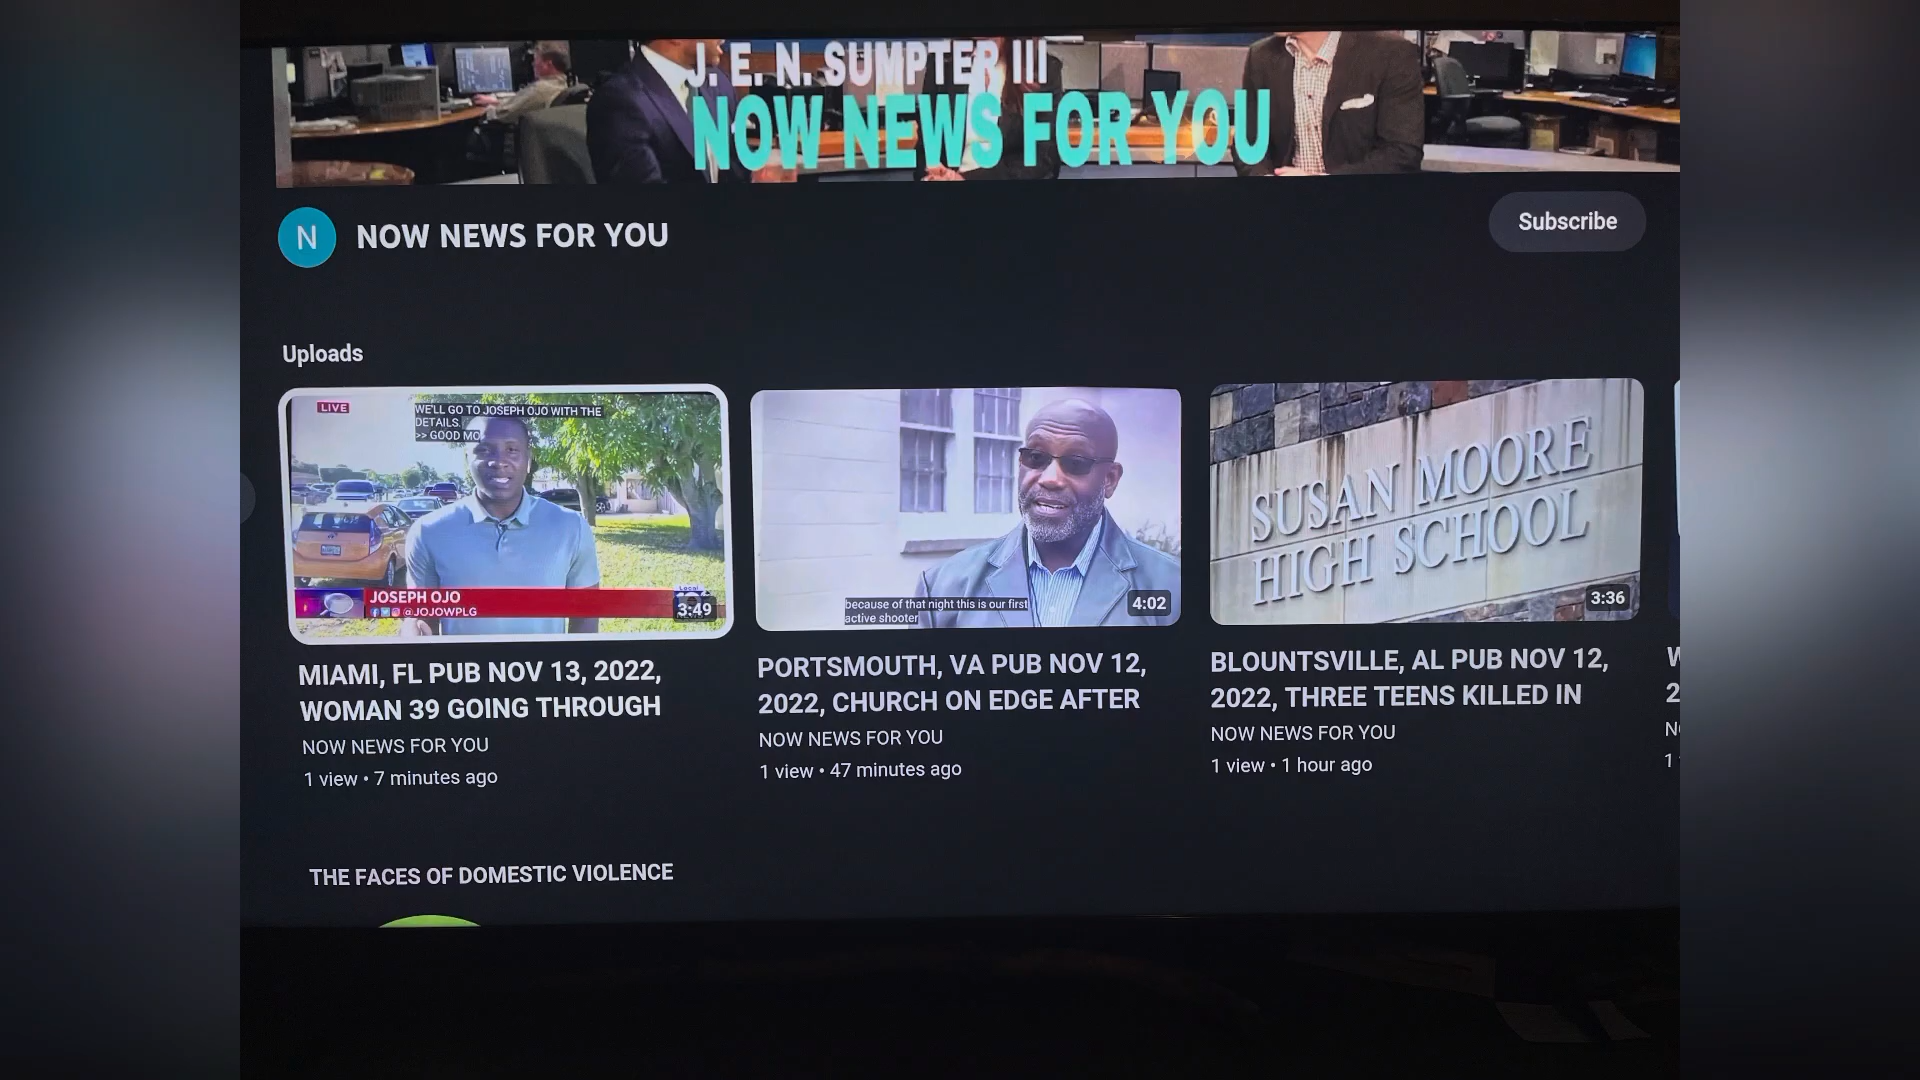 J. E. N. SUMPTER III
NOW NEWS FOR YOU
N
NOW NEWS FOR YOU
Subscribe
Uploads
LIVE
WE'LL GO TO JOSEPH OJO WITH THE
DETAILS.
>> GOOD MO
JOSEPH OJO
@JOJOWPLG
3:49
MIAMI, FL PUB NOV 13, 2022,
WOMAN 39 GOING THROUGH
NOW NEWS FOR YOU
1 view • 7 minutes ago
because of that night this is our first
active shooter
4:02
PORTSMOUTH, VA PUB NOV 12,
2022, CHURCH ON EDGE AFTER
NOW NEWS FOR YOU
1 view • 47 minutes ago
SUSAN MOORE
HIGH SCHOOL
3:36
BLOUNTSVILLE, AL PUB NOV 12,
2022, THREE TEENS KILLED IN
NOW NEWS FOR YOU
1 view • 1 hour ago
THE FACES OF DOMESTIC VIOLENCE